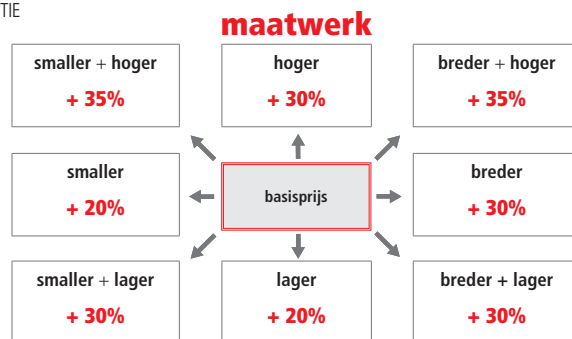 TIE
maatwerk
smaller + hoger
+ 35%
hoger
+ 30%
breder + hoger
+ 35%
smaller
+ 20%
basisprijs
breder
+ 30%
smaller + lager
+ 30%
lager
+ 20%
breder + lager
+ 30%